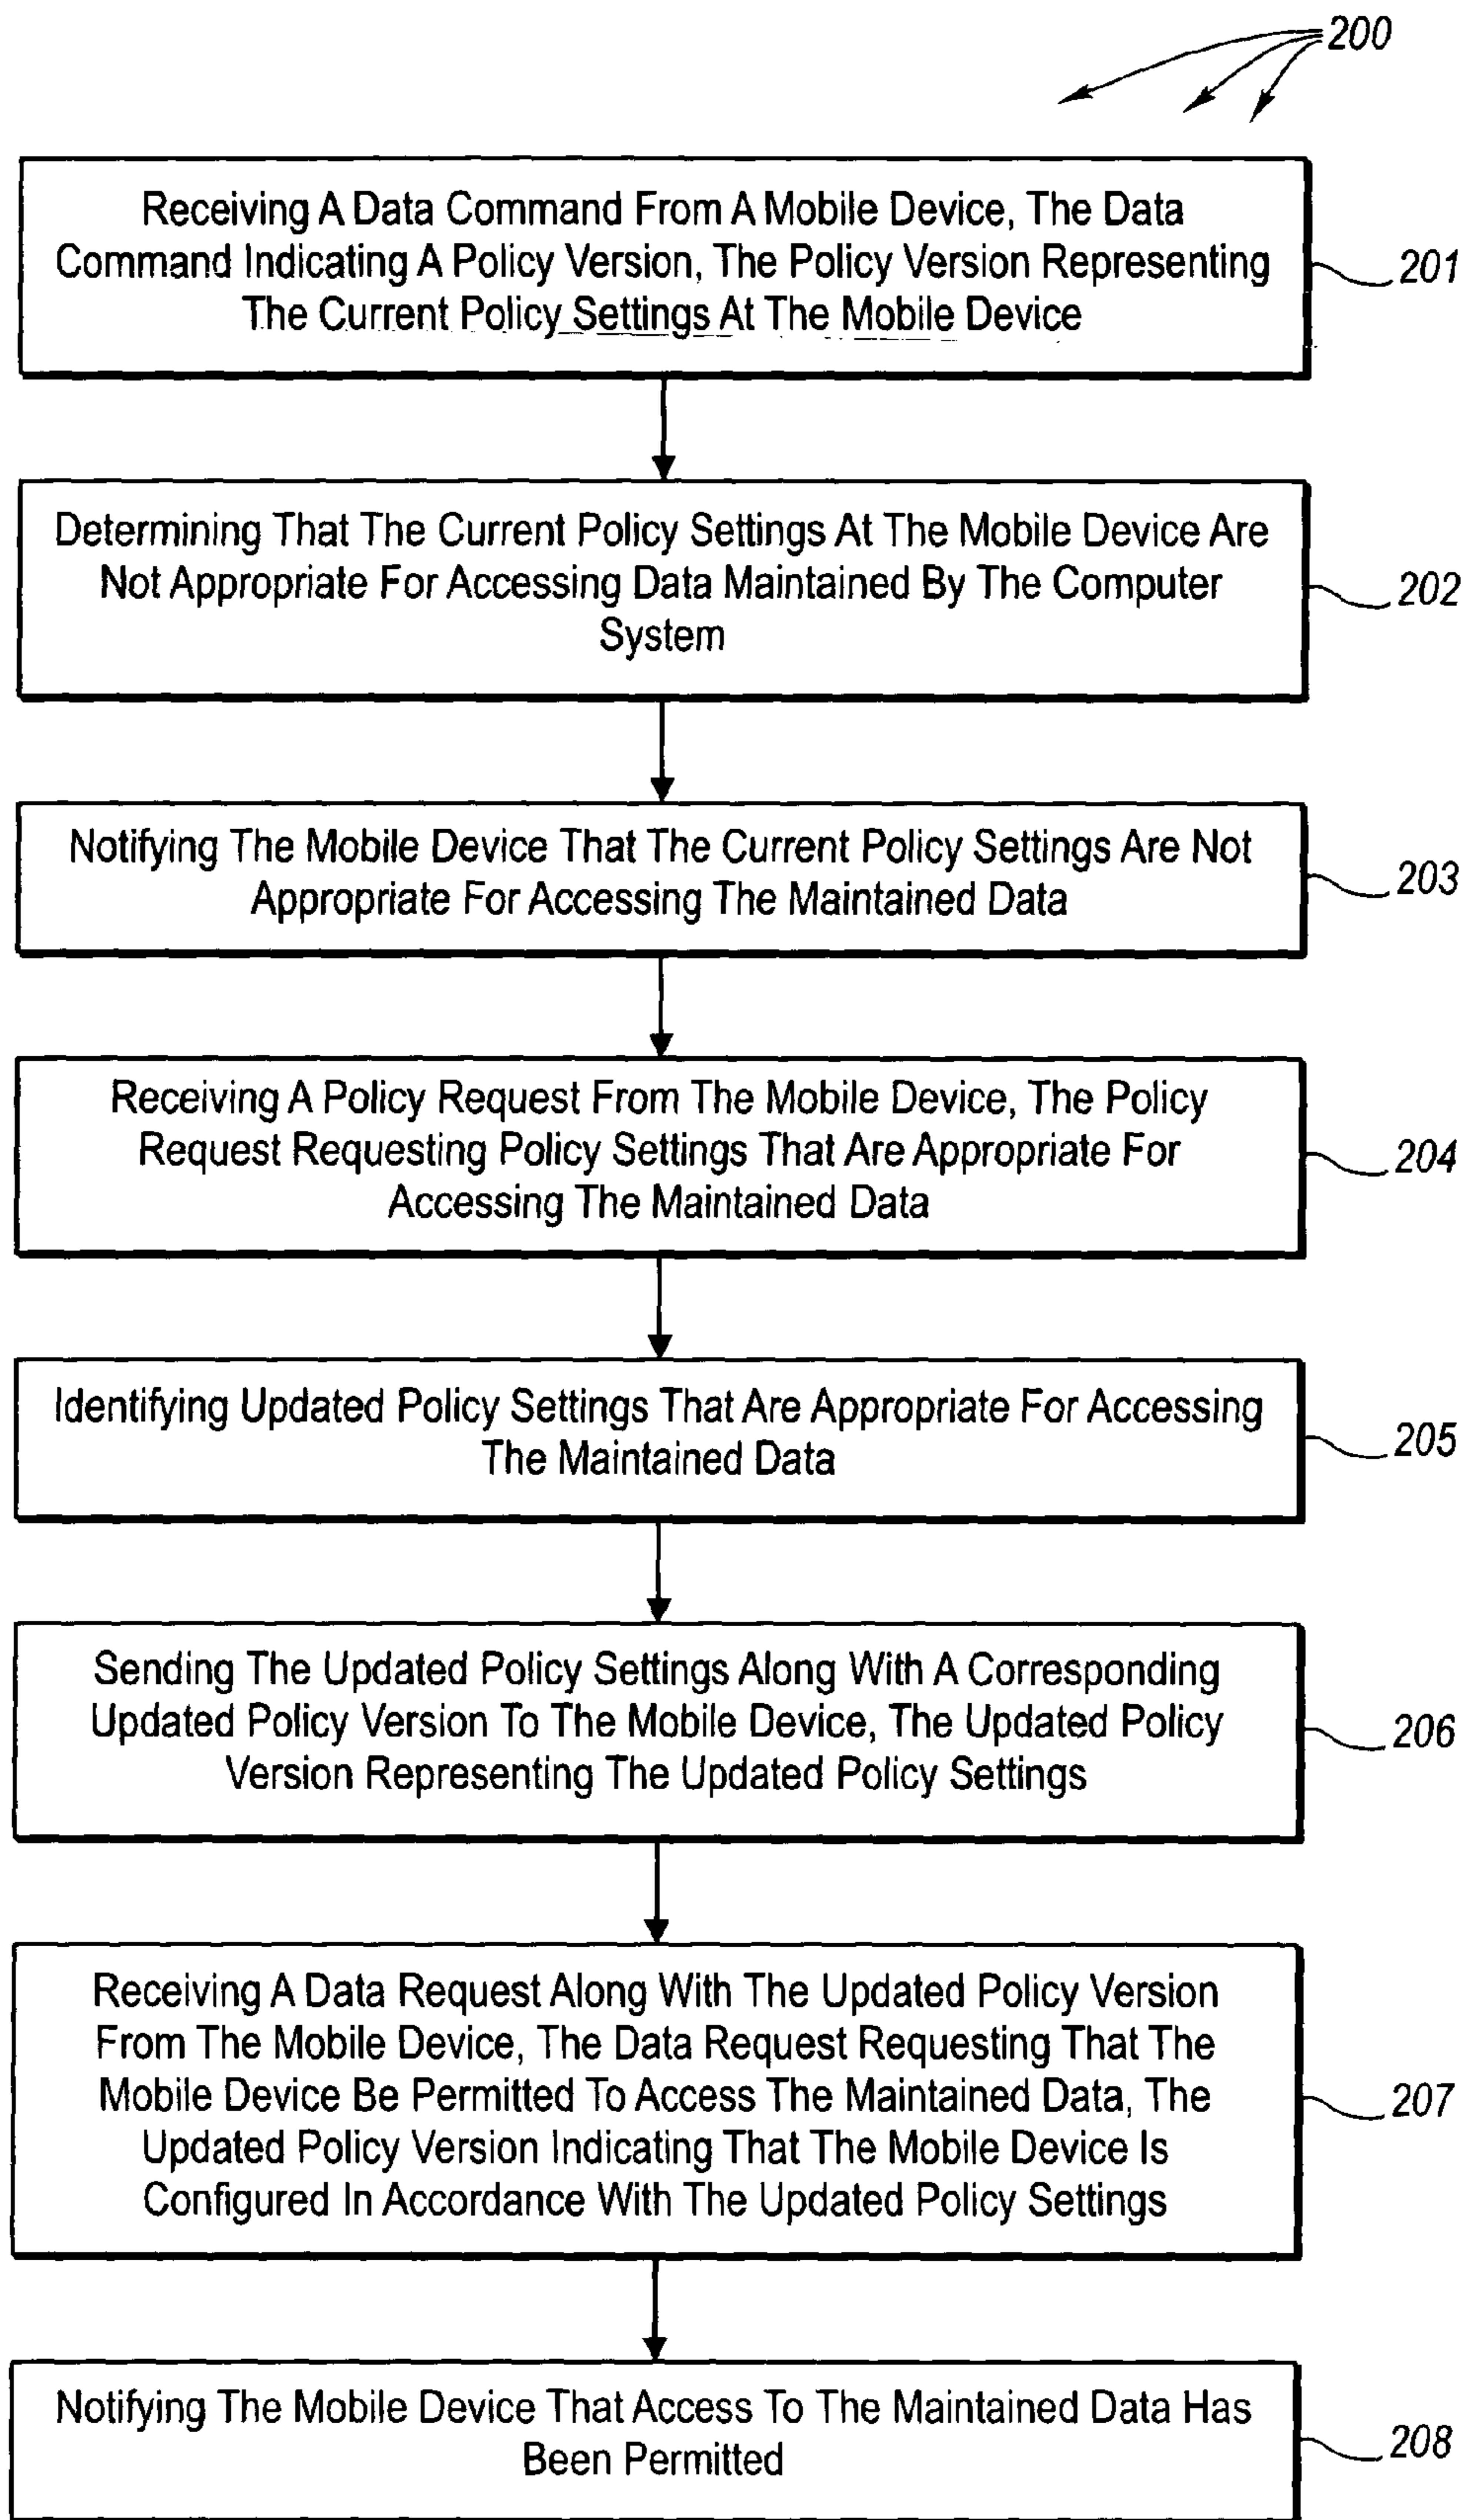 200
Receiving A Data Command From A Mobile Device, The Data
Command Indicating A Policy Version, The Policy Version Representing
The Current Policy Settings At The Mobile Device
201
Determining That The Current Policy Settings At The Mobile Device Are
Not Appropriate For Accessing Data Maintained By The Computer
System
202
Notifying The Mobile Device That The Current Policy Settings Are Not
Appropriate For Accessing The Maintained Data
203
Receiving A Policy Request From The Mobile Device, The Policy
Request Requesting Policy Settings That Are Appropriate For
Accessing The Maintained Data
204
Identifying Updated Policy Settings That Are Appropriate For Accessing
The Maintained Data
205
Sending The Updated Policy Settings Along With A Corresponding
Updated Policy Version To The Mobile Device, The Updated Policy
Version Representing The Updated Policy Settings
206
Receiving A Data Request Along With The Updated Policy Version
From The Mobile Device, The Data Request Requesting That The
Mobile Device Be Permitted To Access The Maintained Data, The
Updated Policy Version Indicating That The Mobile Device Is
Configured In Accordance With The Updated Policy Settings
207
Notifying The Mobile Device That Access To The Maintained Data Has
Been Permitted
208